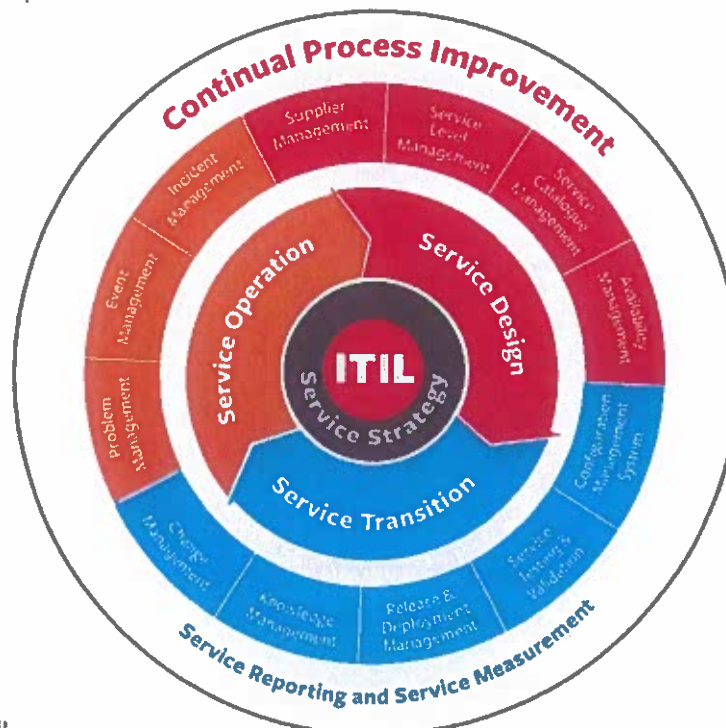 Continual Process Improvement
Supplier
Management
Service
Level
Management
Service
Catalogue
Management
Availability
Management
Configuration
Management
System
Service
Testing &
Validation
Release &
Deployment
Management
Knowledge
Management
Change
Managment
Problem
Management
Event
Management
Incident
Management
Service Design
Service Transition
Service Operation
ITIL
Service Strategy
Service Reporting and Service Measurement